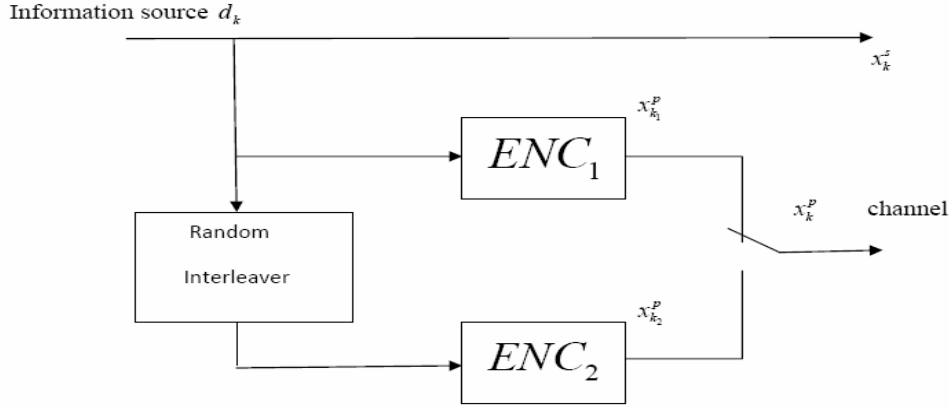 Information source d_k
x_k^s
x_{k_1}^p
ENC_1
x_k^p channel
Random
Interleaver
x_{k_2}^p
ENC_2